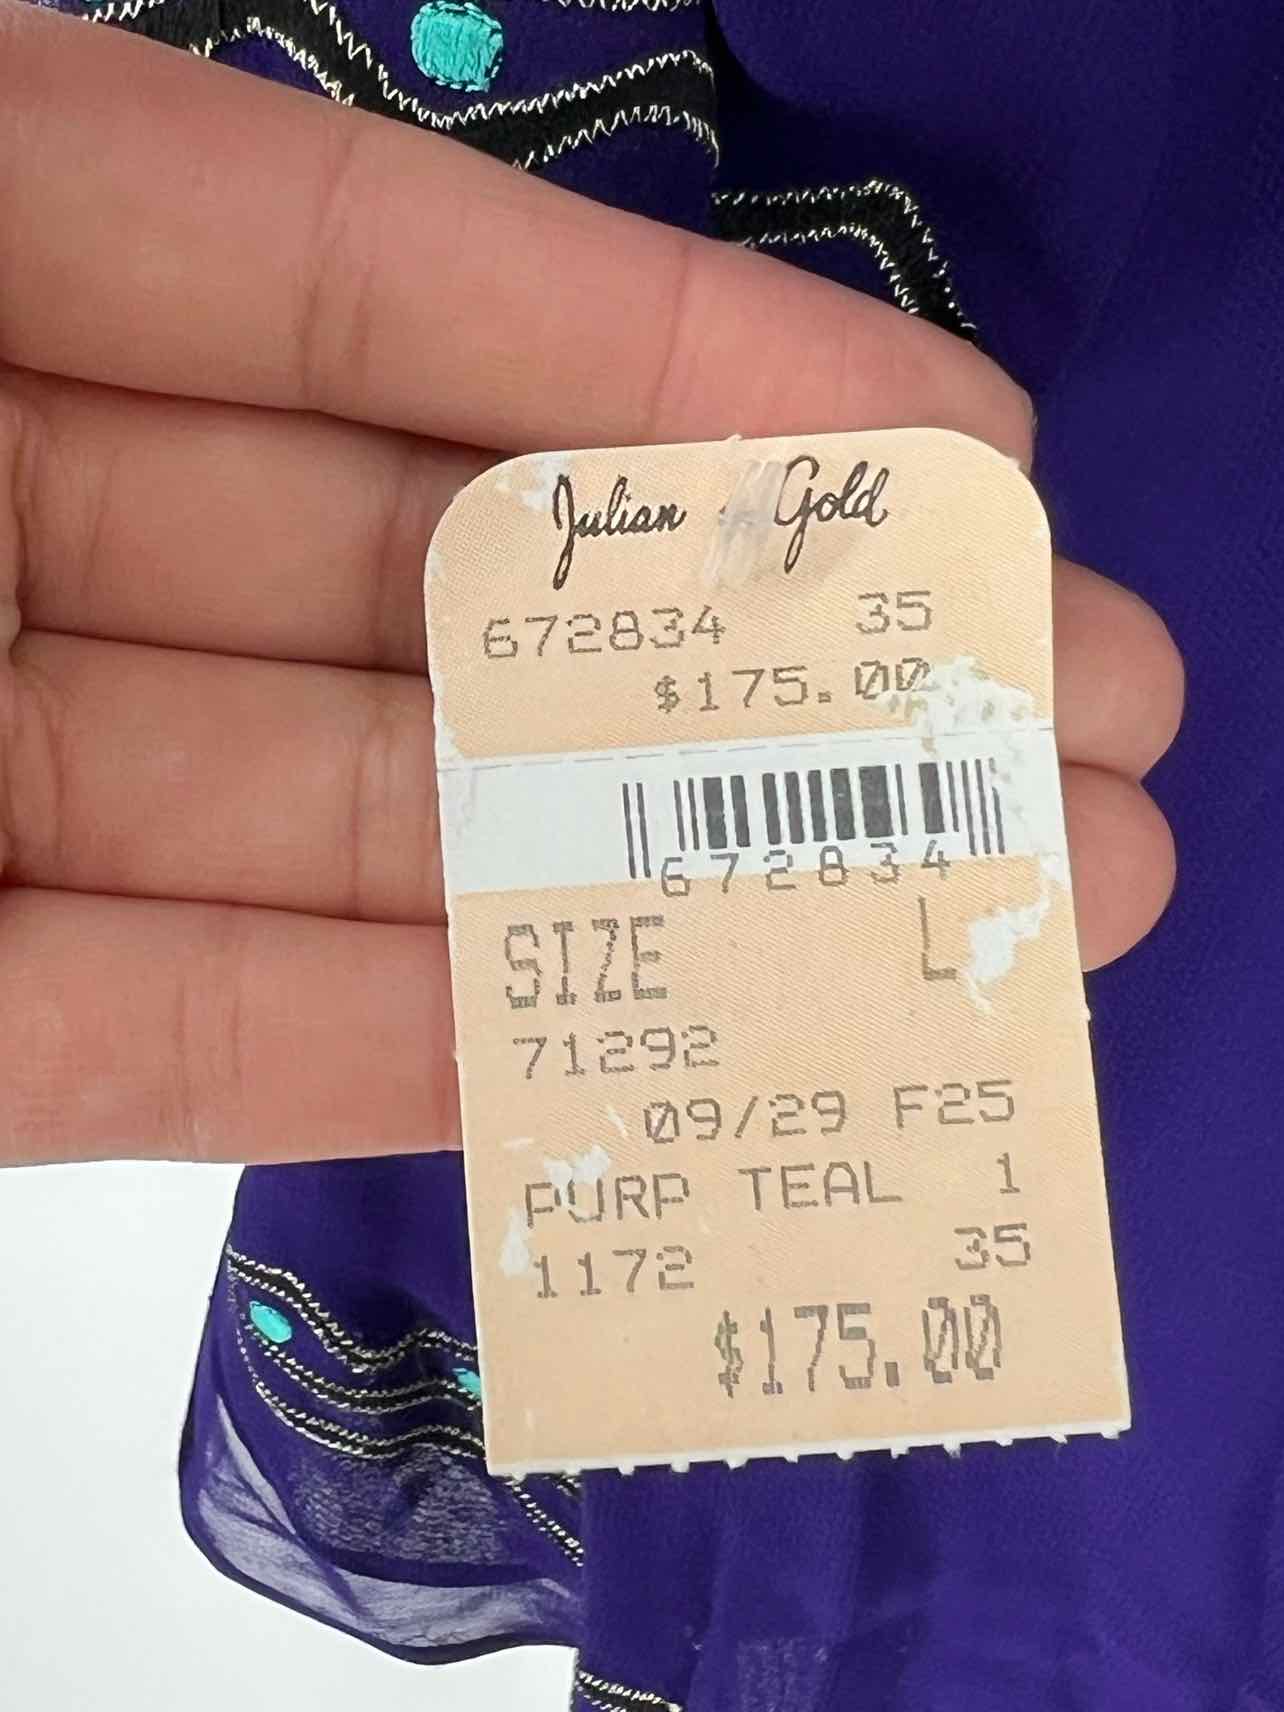 Julian Gold
672834 35
$175.00
672834
SIZE L
71292
09/29 F25
PURP TEAL 1
1172 35
$175.00